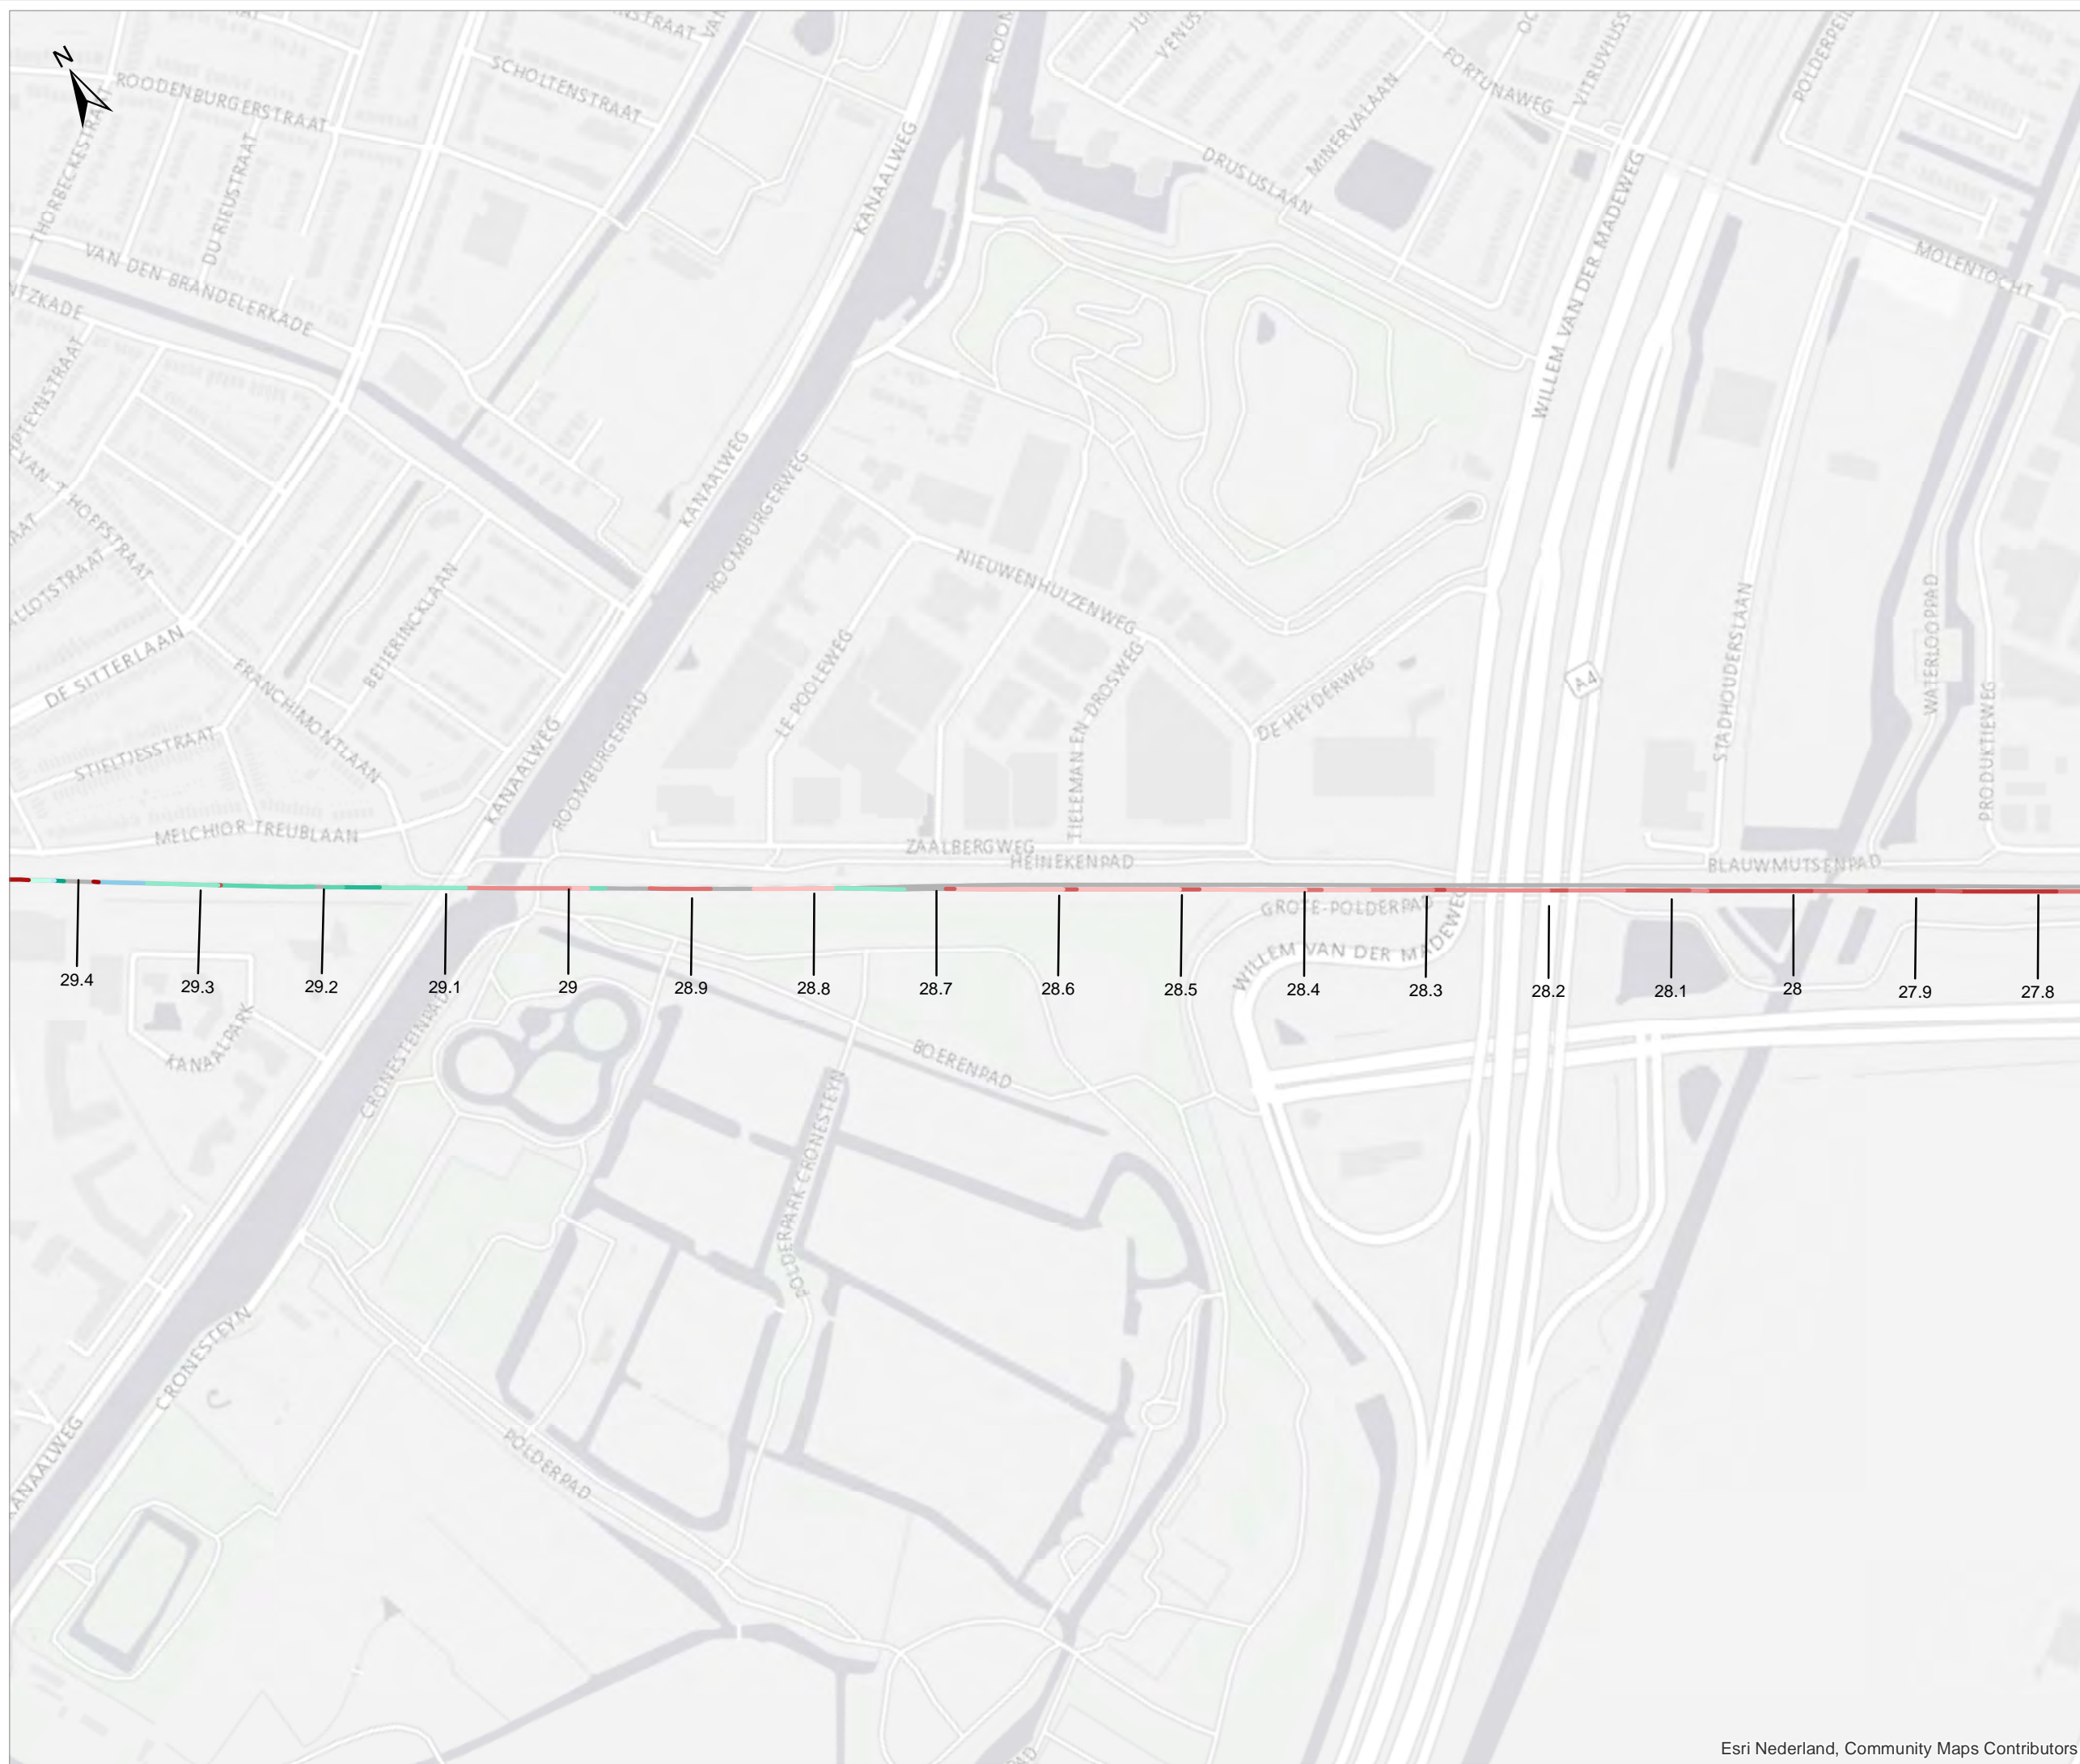 N
ROODENBURGERSTRAAT
SCHOLTENSTRAAT
THORBECKESTRAAT
DU RIEUSTRAAT
VAN DEN BRANDELERKADE
NTZKADE
KANAALWEG
VENUS
DRUSUSLAAN
MINERVALAAN
FORTUNAWEG
VITRUVIUSS
WILLEM VAN DER MADEWEG
POLDERPEIL
MOLENTOCHT
KANAALWEG
ROOMBURGERWEG
NIEUWENHUIZENWEG
BEIJERINCKLAAN
DE SITTERLAAN
FRANCHIMONTLAAN
STIELTJESSTRAAT
MELCHIOR TREUBLAAN
KANAALWEG
ROOMBURGERPAD
LE POOLEWEG
TIELEMAN EN DROSWEG
DE HEYDERWEG
A4
STADHOUDERSLAAN
WATERLOOPPAD
PRODUKTIEWEG
ZAALBERGWEG
HEINEKENPAD
BLAUWMUTSENPAD
GROTE-POLDERPAD
WILLEM VAN DER MADEWEG
29.4
29.3
29.2
29.1
29
28.9
28.8
28.7
28.6
28.5
28.4
28.3
28.2
28.1
28
27.9
27.8
KANAALPARK
CRONESTEINPAD
BOERENPAD
POLDERPARK CRONESTEYN
CRONESTEYN
POLDERPAD
KANAALWEG
Esri Nederland, Community Maps Contributors